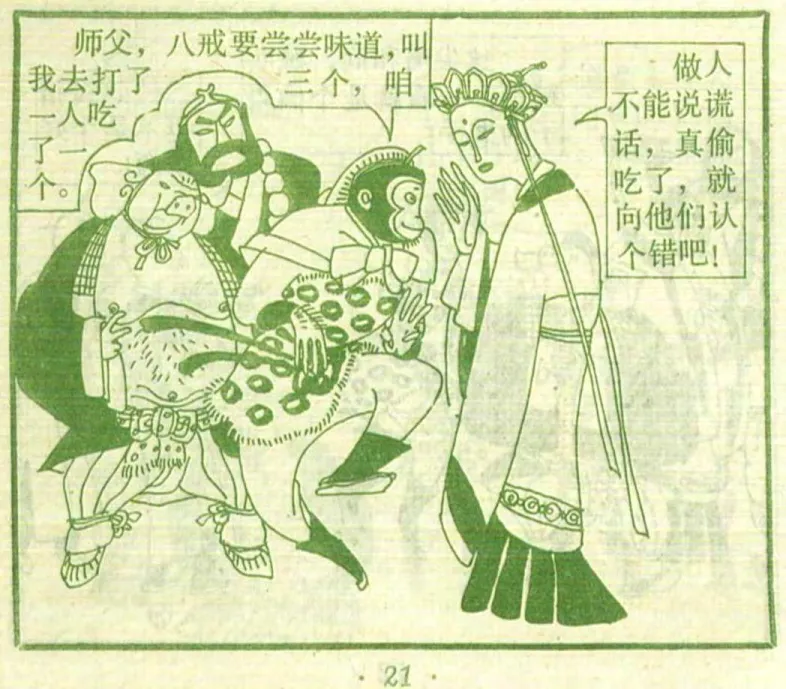 师父，八戒要尝尝味道，叫
我去打了三个，咱
一人吃
了一
个。
做人
不能说谎
话，真偷
吃了，就
向他们认
个错吧！
· 21 ·